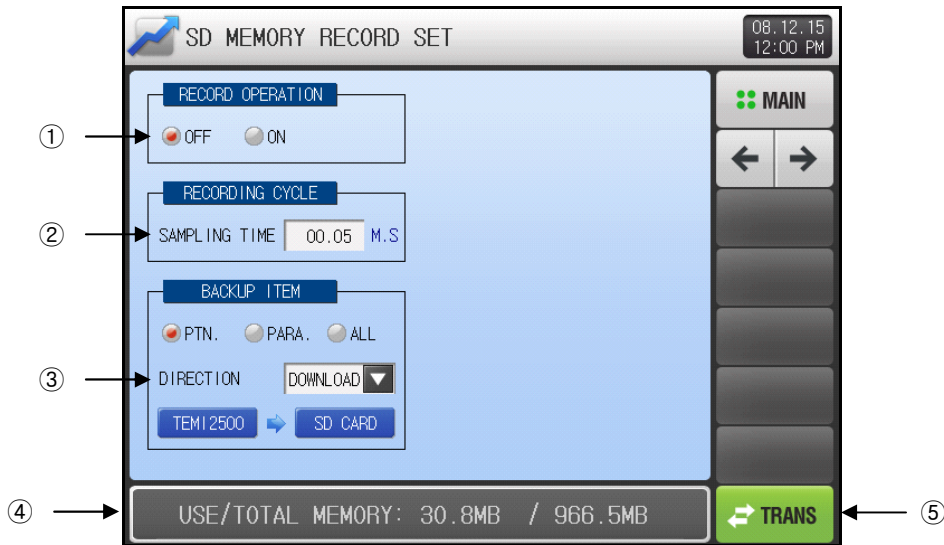 SD MEMORY RECORD SET
08.12.15
12:00 PM
RECORD OPERATION
MAIN
① OFF ON
RECORDING CYCLE
② SAMPLING TIME 00.05 M.S
BACKUP ITEM
PTN. PARA. ALL
③ DIRECTION DOWNLOAD
TEMI2500 SD CARD
④ USE/TOTAL MEMORY: 30.8MB / 966.5MB
TRANS ⑤